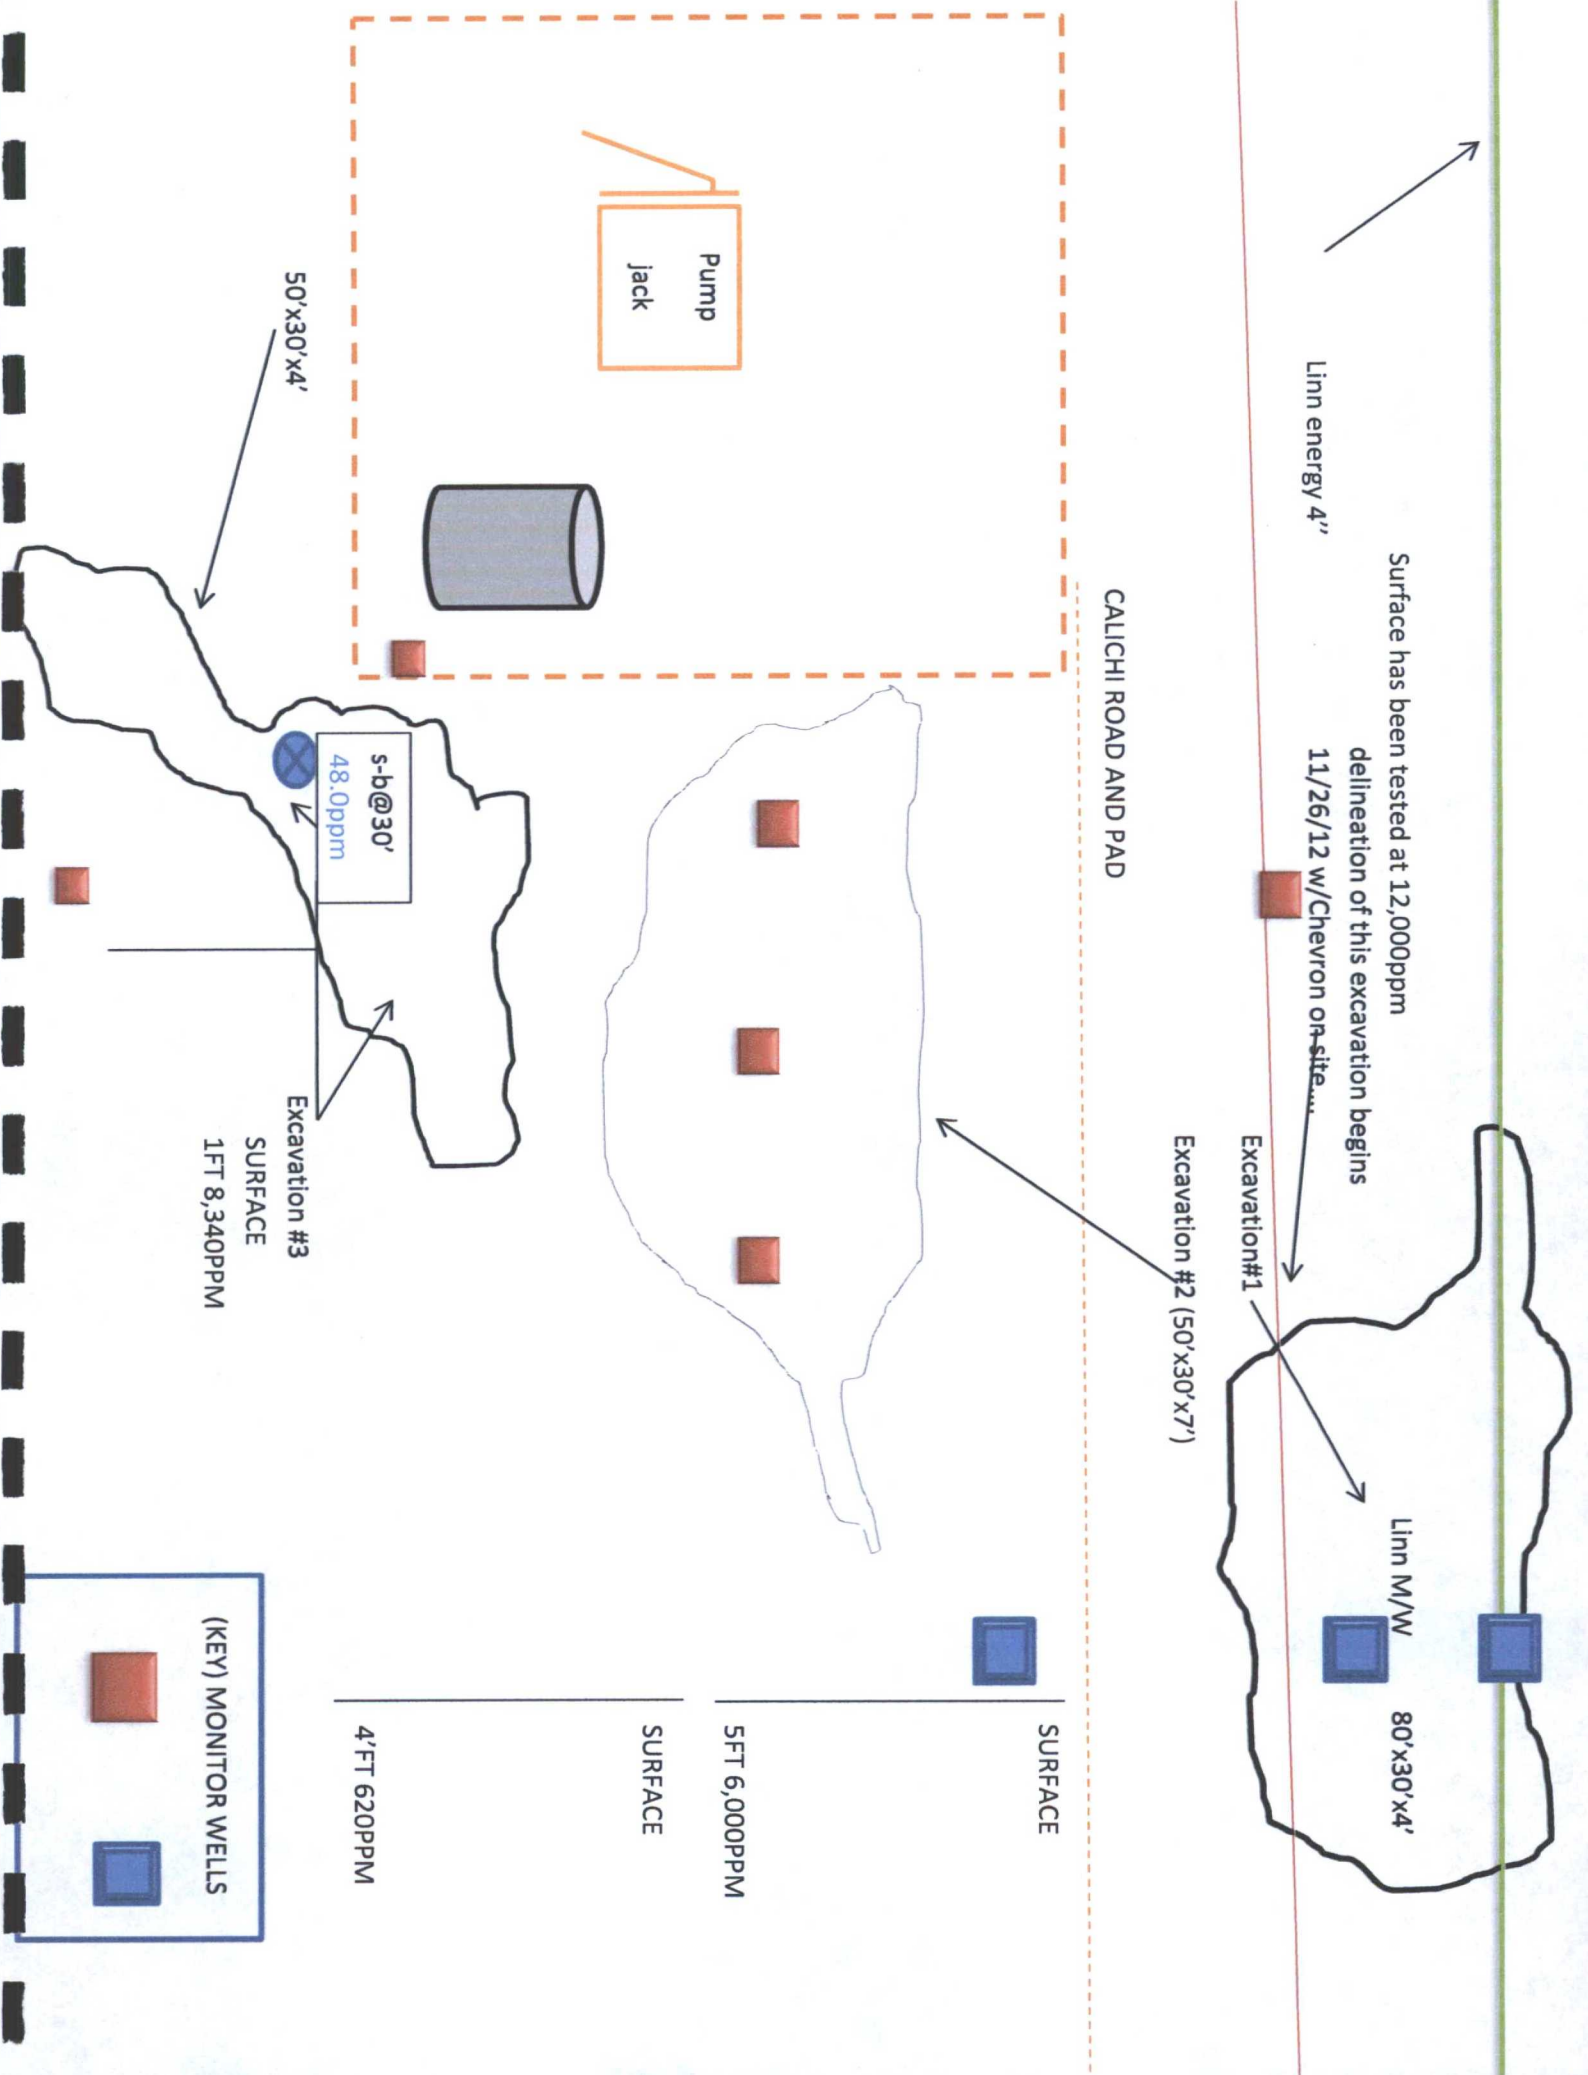 Linn energy 4"
Surface has been tested at 12,000ppm
delineation of this excavation begins
11/26/12 w/Chevron on site....
Excavation#1
Linn M/W
80'x30'x4'
Excavation #2 (50'x30'x7')
CALICHI ROAD AND PAD
SURFACE
5FT 6,000PPM
SURFACE
4'FT 620PPM
Pump
jack
50'x30'x4'
s-b@30'
48.0ppm
Excavation #3
SURFACE
1FT 8,340PPM
(KEY) MONITOR WELLS